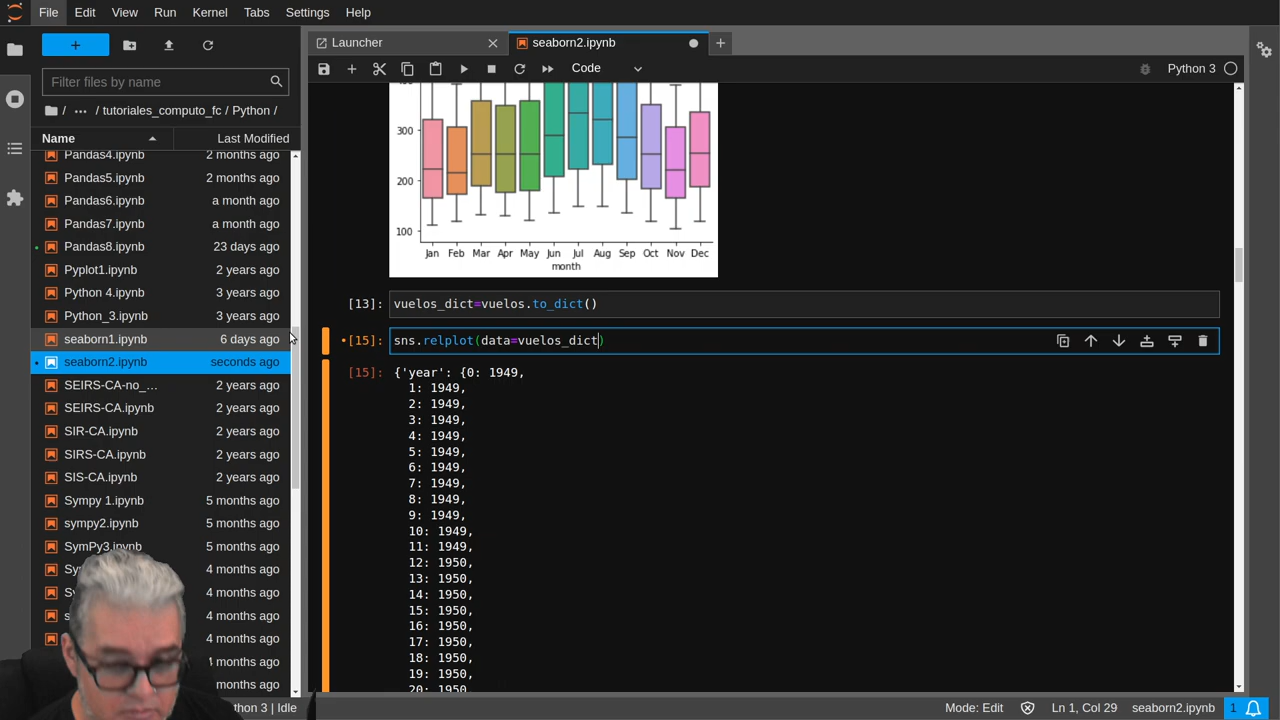 File Edit View Run Kernel Tabs Settings Help
Launcher
seaborn2.ipynb
Filter files by name
Code
Python 3
/ ... / tutoriales_computo_fc / Python /
Name Last Modified
Pandas4.ipynb 2 months ago
Pandas5.ipynb 2 months ago
Pandas6.ipynb a month ago
Pandas7.ipynb a month ago
Pandas8.ipynb 23 days ago
Pyplot1.ipynb 2 years ago
Python 4.ipynb 3 years ago
Python_3.ipynb 3 years ago
seaborn1.ipynb 6 days ago
seaborn2.ipynb seconds ago
SEIRS-CA-no_... 2 years ago
SEIRS-CA.ipynb 2 years ago
SIR-CA.ipynb 2 years ago
SIRS-CA.ipynb 2 years ago
SIS-CA.ipynb 2 years ago
Sympy 1.ipynb 5 months ago
sympy2.ipynb 5 months ago
SymPy3.ipynb 5 months ago
4 months ago
4 months ago
4 months ago
4 months ago
months ago
months ago
300
200
100
Jan Feb Mar Apr May Jun Jul Aug Sep Oct Nov Dec
month
[13]: vuelos_dict=vuelos.to_dict()
[15]: sns.relplot(data=vuelos_dict)
[15]: {'year': {0: 1949,
1: 1949,
2: 1949,
3: 1949,
4: 1949,
5: 1949,
6: 1949,
7: 1949,
8: 1949,
9: 1949,
10: 1949,
11: 1949,
12: 1950,
13: 1950,
14: 1950,
15: 1950,
16: 1950,
17: 1950,
18: 1950,
19: 1950,
20: 1950
thon 3 | Idle
Mode: Edit
Ln 1, Col 29
seaborn2.ipynb
1